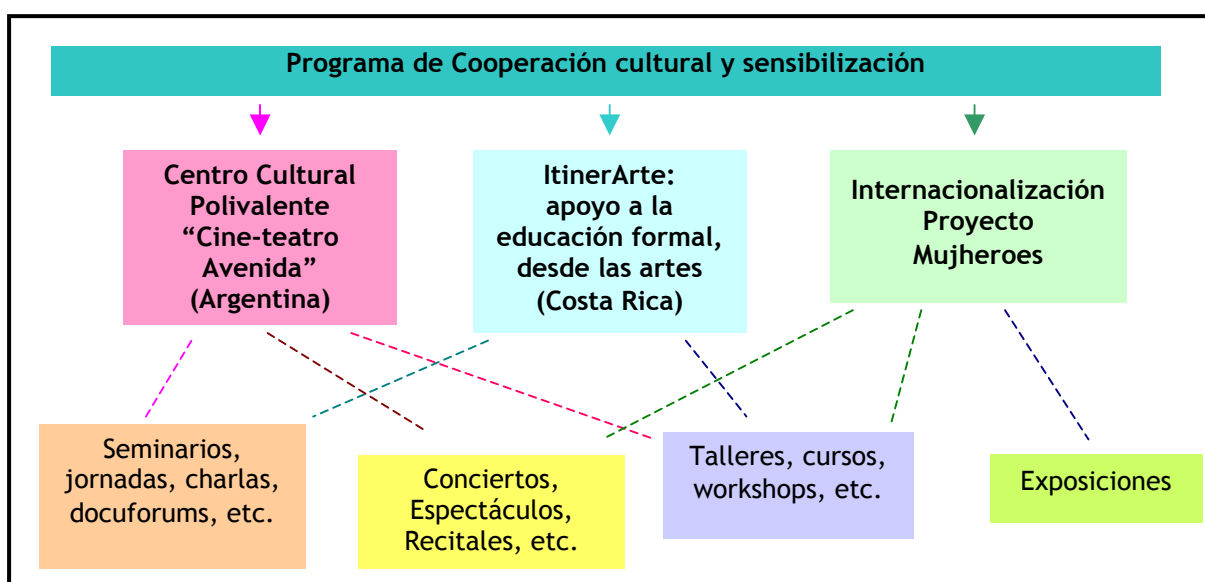 Programa de Cooperación cultural y sensibilización
Centro Cultural
Polivalente
“Cine-teatro
Avenida”
(Argentina)
ItinerArte:
apoyo a la
educación formal,
desde las artes
(Costa Rica)
Internacionalización
Proyecto
Mujheroes
Seminarios,
jornadas, charlas,
docuforums, etc.
Conciertos,
Espectáculos,
Recitales, etc.
Talleres, cursos,
workshops, etc.
Exposiciones